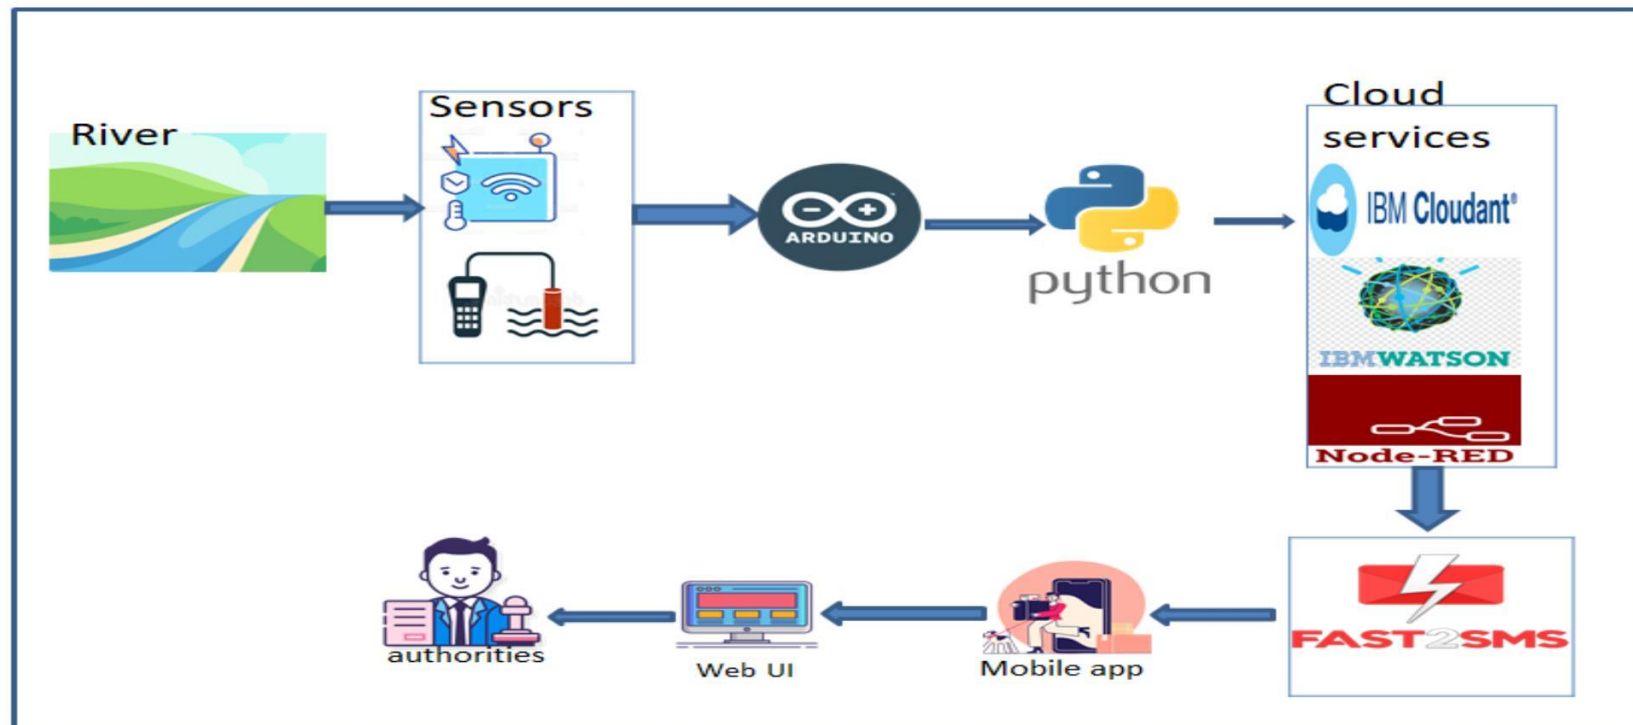 River
Sensors
ARDUINO
python
Cloud
services
IBM Cloudant®
IBMWATSON
Node-RED
FAST2SMS
Mobile app
Web UI
authorities